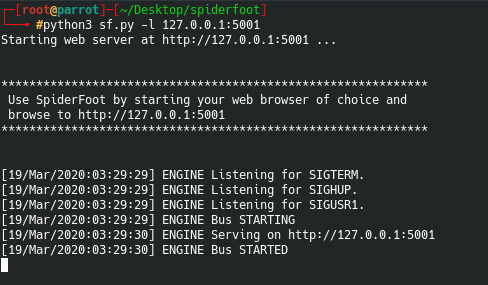 ┌─[root@parrot]─[~/Desktop/spiderfoot]
└──╼ #python3 sf.py -l 127.0.0.1:5001
Starting web server at http://127.0.0.1:5001 ...
*************************************************************
 Use SpiderFoot by starting your web browser of choice and
 browse to http://127.0.0.1:5001
*************************************************************
[19/Mar/2020:03:29:29] ENGINE Listening for SIGTERM.
[19/Mar/2020:03:29:29] ENGINE Listening for SIGHUP.
[19/Mar/2020:03:29:29] ENGINE Listening for SIGUSR1.
[19/Mar/2020:03:29:29] ENGINE Bus STARTING
[19/Mar/2020:03:29:30] ENGINE Serving on http://127.0.0.1:5001
[19/Mar/2020:03:29:30] ENGINE Bus STARTED